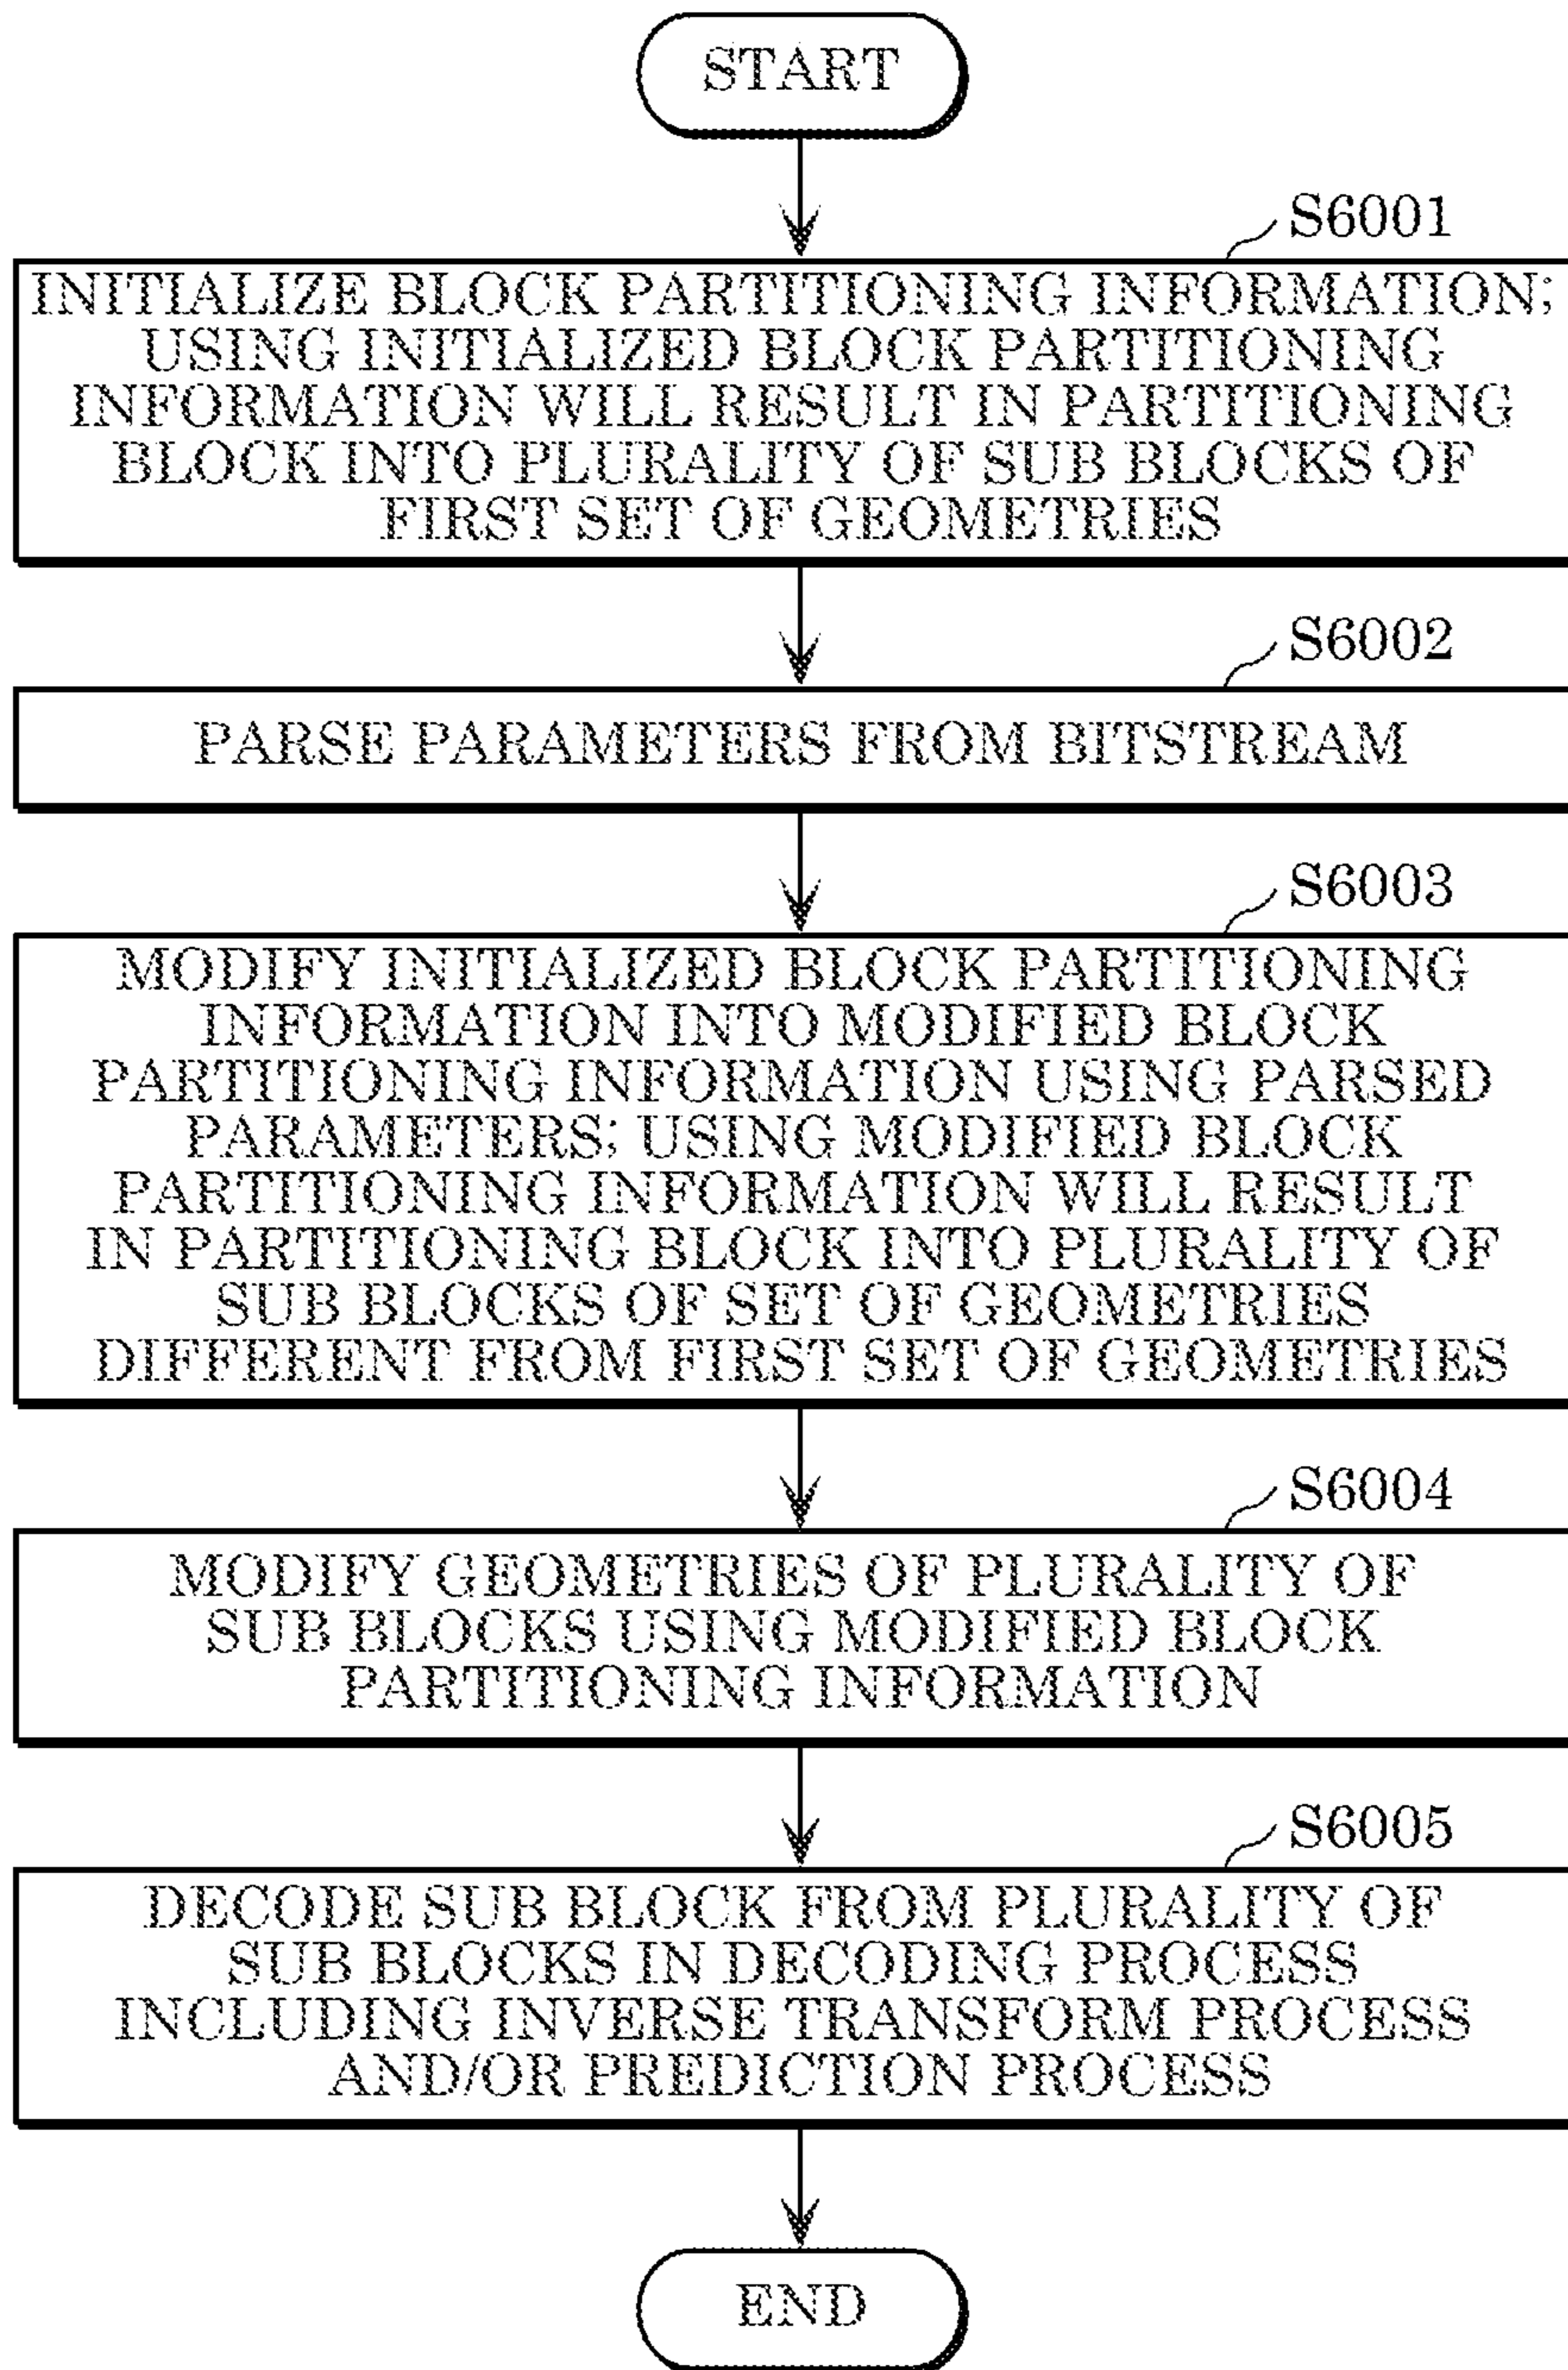 START
S6001
INITIALIZE BLOCK PARTITIONING INFORMATION;
USING INITIALIZED BLOCK PARTITIONING
INFORMATION WILL RESULT IN PARTITIONING
BLOCK INTO PLURALITY OF SUB BLOCKS OF
FIRST SET OF GEOMETRIES
S6002
PARSE PARAMETERS FROM BITSTREAM
S6003
MODIFY INITIALIZED BLOCK PARTITIONING
INFORMATION INTO MODIFIED BLOCK
PARTITIONING INFORMATION USING PARSED
PARAMETERS; USING MODIFIED BLOCK
PARTITIONING INFORMATION WILL RESULT
IN PARTITIONING BLOCK INTO PLURALITY OF
SUB BLOCKS OF SET OF GEOMETRIES
DIFFERENT FROM FIRST SET OF GEOMETRIES
S6004
MODIFY GEOMETRIES OF PLURALITY OF
SUB BLOCKS USING MODIFIED BLOCK
PARTITIONING INFORMATION
S6005
DECODE SUB BLOCK FROM PLURALITY OF
SUB BLOCKS IN DECODING PROCESS
INCLUDING INVERSE TRANSFORM PROCESS
AND/OR PREDICTION PROCESS
END